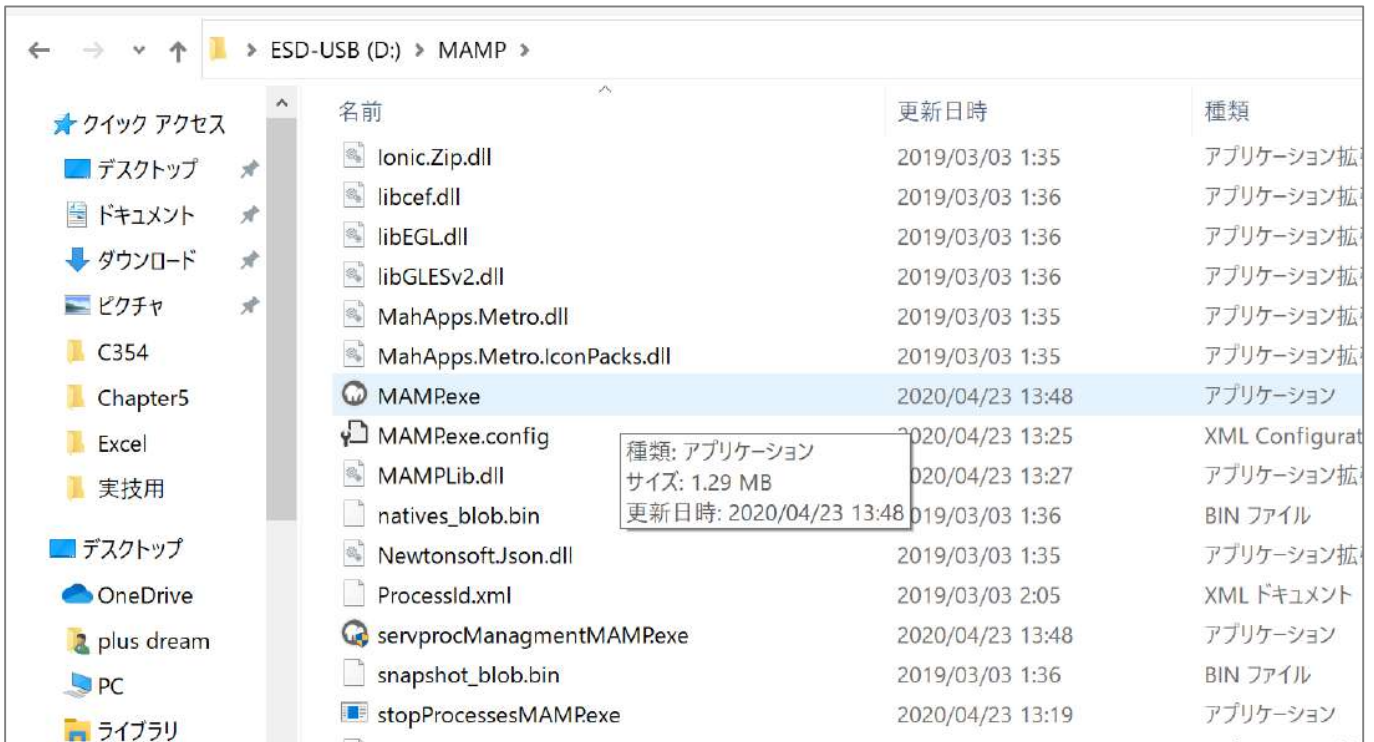 ESD-USB (D:) > MAMP >
クイック アクセス
デスクトップ
ドキュメント
ダウンロード
ピクチャ
C354
Chapter5
Excel
実技用
デスクトップ
OneDrive
plus dream
PC
ライブラリ
名前 更新日時 種類
Ionic.Zip.dll 2019/03/03 1:35 アプリケーション拡
libcef.dll 2019/03/03 1:36 アプリケーション拡
libEGL.dll 2019/03/03 1:36 アプリケーション拡
libGLESv2.dll 2019/03/03 1:36 アプリケーション拡
MahApps.Metro.dll 2019/03/03 1:35 アプリケーション拡
MahApps.Metro.IconPacks.dll 2019/03/03 1:35 アプリケーション拡
MAMP.exe 2020/04/23 13:48 アプリケーション
MAMP.exe.config 2020/04/23 13:25 XML Configurat
MAMPLib.dll 2020/04/23 13:27 アプリケーション拡
natives_blob.bin 2019/03/03 1:36 BIN ファイル
Newtonsoft.Json.dll 2019/03/03 1:35 アプリケーション拡
ProcessId.xml 2019/03/03 2:05 XML ドキュメント
servprocManagmentMAMP.exe 2020/04/23 13:48 アプリケーション
snapshot_blob.bin 2019/03/03 1:36 BIN ファイル
stopProcessesMAMP.exe 2020/04/23 13:19 アプリケーション
種類: アプリケーション
サイズ: 1.29 MB
更新日時: 2020/04/23 13:48